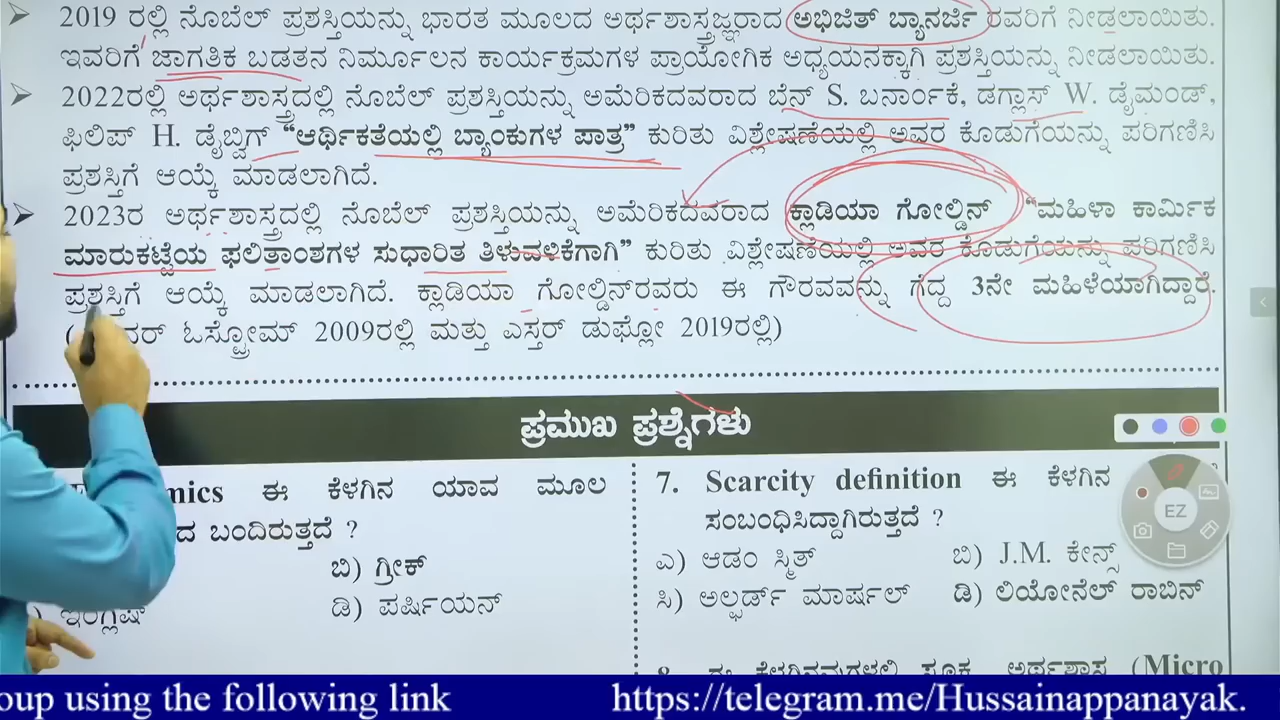 2019 ರಲ್ಲಿ ನೊಬೆಲ್ ಪ್ರಶಸ್ತಿಯನ್ನು ಭಾರತ ಮೂಲದ ಅರ್ಥಶಾಸ್ತ್ರಜ್ಞರಾದ ಅಭಿಜಿತ್ ಬ್ಯಾನರ್ಜಿ ರವರಿಗೆ ನೀಡಲಾಯಿತು.
ಇವರಿಗೆ ಜಾಗತಿಕ ಬಡತನ ನಿರ್ಮೂಲನ ಕಾರ್ಯಕ್ರಮಗಳ ಪ್ರಾಯೋಗಿಕ ಅಧ್ಯಯನಕ್ಕಾಗಿ ಪ್ರಶಸ್ತಿಯನ್ನು ನೀಡಲಾಯಿತು.
2022ರಲ್ಲಿ ಅರ್ಥಶಾಸ್ತ್ರದಲ್ಲಿ ನೊಬೆಲ್ ಪ್ರಶಸ್ತಿಯನ್ನು ಅಮೆರಿಕದವರಾದ ಬೆನ್ S. ಬರ್ನಾಂಕೆ, ಡಗ್ಲಾಸ್ W. ಡೈಮಂಡ್,
ಫಿಲಿಪ್ H. ಡೈಬ್ವಿಗ್ “ಆರ್ಥಿಕತೆಯಲ್ಲಿ ಬ್ಯಾಂಕುಗಳ ಪಾತ್ರ” ಕುರಿತು ವಿಶ್ಲೇಷಣೆಯಲ್ಲಿ ಅವರ ಕೊಡುಗೆಯನ್ನು ಪರಿಗಣಿಸಿ
ಪ್ರಶಸ್ತಿಗೆ ಆಯ್ಕೆ ಮಾಡಲಾಗಿದೆ.
2023ರ ಅರ್ಥಶಾಸ್ತ್ರದಲ್ಲಿ ನೊಬೆಲ್ ಪ್ರಶಸ್ತಿಯನ್ನು ಅಮೆರಿಕದವರಾದ ಕ್ಲಾಡಿಯಾ ಗೋಲ್ಡಿನ್ “ಮಹಿಳಾ ಕಾರ್ಮಿಕ
ಮಾರುಕಟ್ಟೆಯ ಫಲಿತಾಂಶಗಳ ಸುಧಾರಿತ ತಿಳುವಳಿಕೆಗಾಗಿ” ಕುರಿತು ವಿಶ್ಲೇಷಣೆಯಲ್ಲಿ ಅವರ ಕೊಡುಗೆಯನ್ನು ಪರಿಗಣಿಸಿ
ಪ್ರಶಸ್ತಿಗೆ ಆಯ್ಕೆ ಮಾಡಲಾಗಿದೆ. ಕ್ಲಾಡಿಯಾ ಗೋಲ್ಡಿನ್‌ರವರು ಈ ಗೌರವವನ್ನು ಗೆದ್ದ 3ನೇ ಮಹಿಳೆಯಾಗಿದ್ದಾರೆ.
ಓಸ್ಟ್ರೋಮ್ 2009ರಲ್ಲಿ ಮತ್ತು ಎಸ್ತರ್ ಡುಫ್ಲೋ 2019ರಲ್ಲಿ)
ಪ್ರಮುಖ ಪ್ರಶ್ನೆಗಳು
ಈ ಕೆಳಗಿನ ಯಾವ ಮೂಲ
ಬಂದಿರುತ್ತದೆ ?
ಬಿ) ಗ್ರೀಕ್
ಇಂಗ್ಲಿಷ್ ಡಿ) ಪರ್ಷಿಯನ್
7. Scarcity definition ಈ ಕೆಳಗಿನ
ಸಂಬಂಧಿಸಿದ್ದಾಗಿರುತ್ತದೆ ?
ಎ) ಆಡಂ ಸ್ಮಿತ್ ಬಿ) J.M. ಕೇನ್ಸ್
ಸಿ) ಅಲ್ಫರ್ಡ್ ಮಾರ್ಷಲ್ ಡಿ) ಲಿಯೋನೆಲ್ ರಾಬಿನ್ಸ್
(Micro
EZ
oup using the following link https://telegram.me/Hussainappanayak.